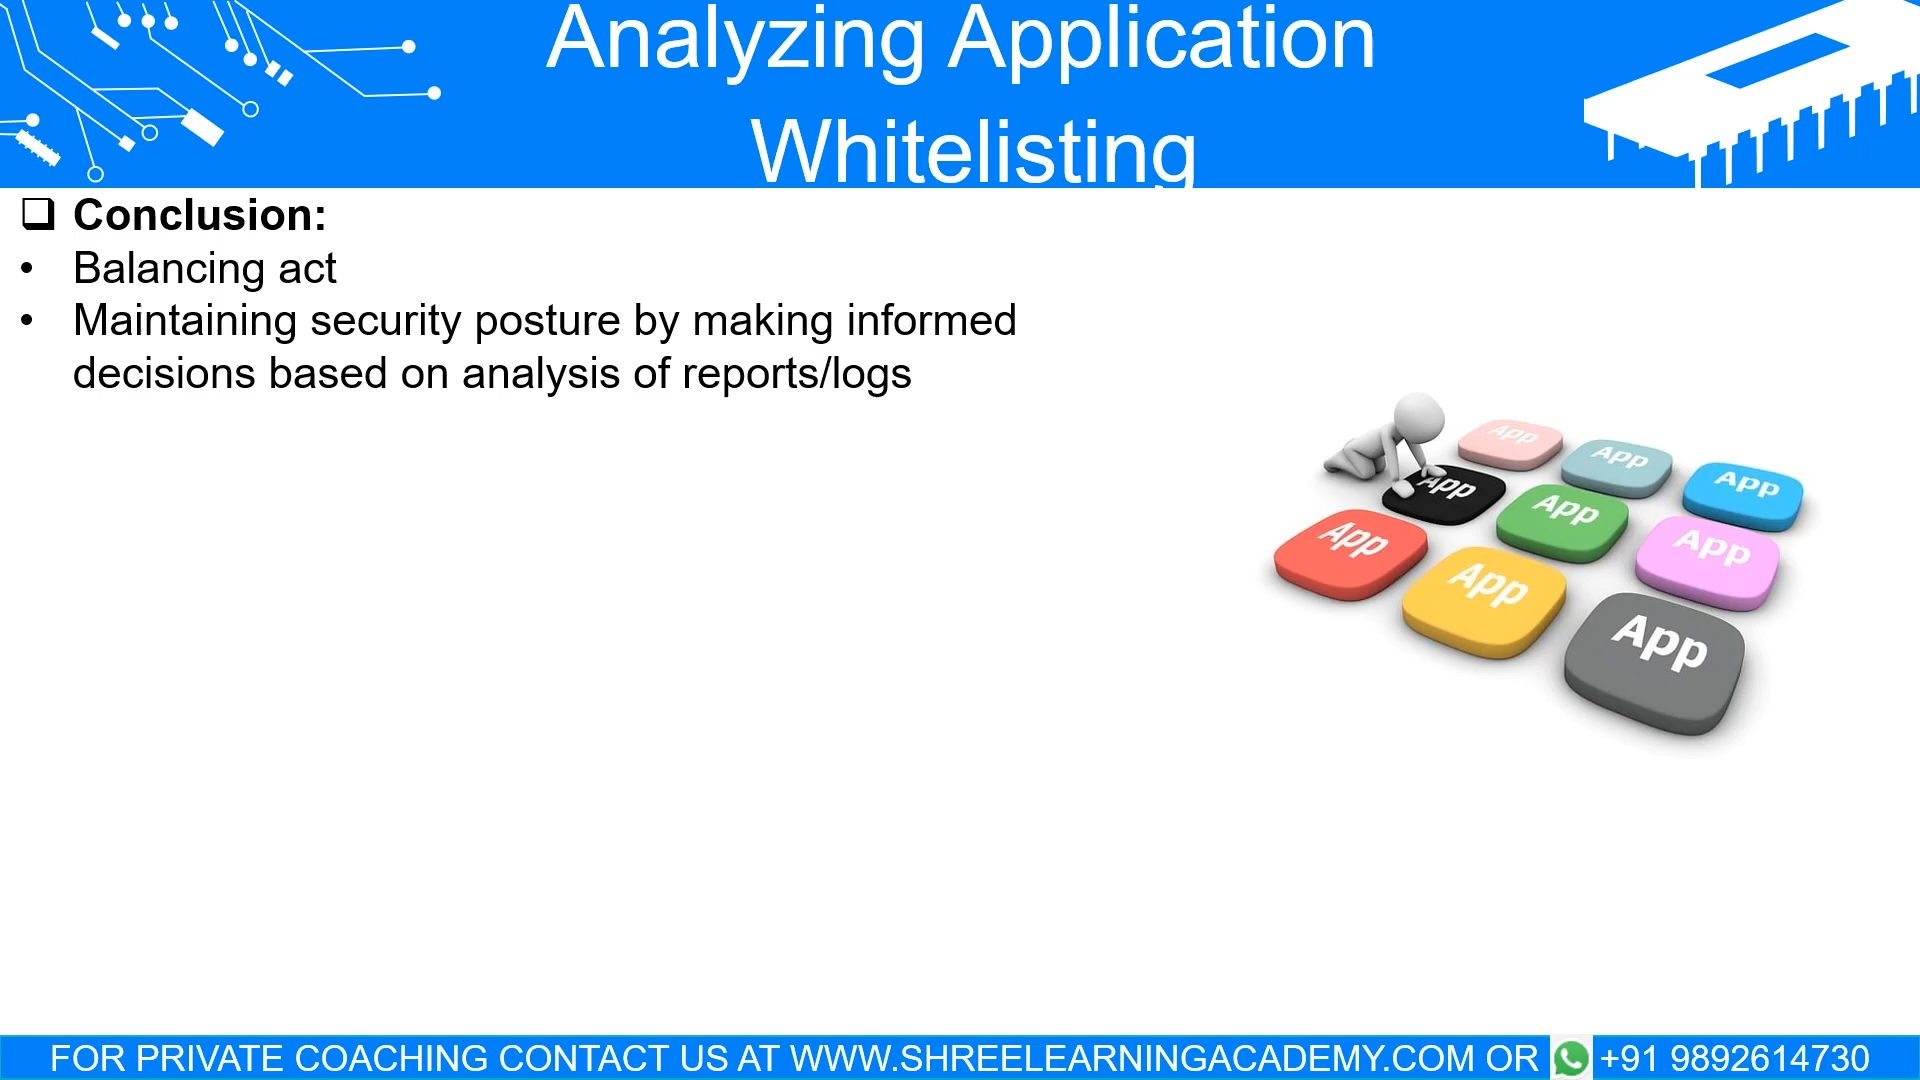 Analyzing Application
Whitelisting
❑ Conclusion:
• Balancing act
• Maintaining security posture by making informed
decisions based on analysis of reports/logs
App
App
App
App
App
App
App
App
App
FOR PRIVATE COACHING CONTACT US AT WWW.SHREELEARNINGACADEMY.COM OR +91 9892614730